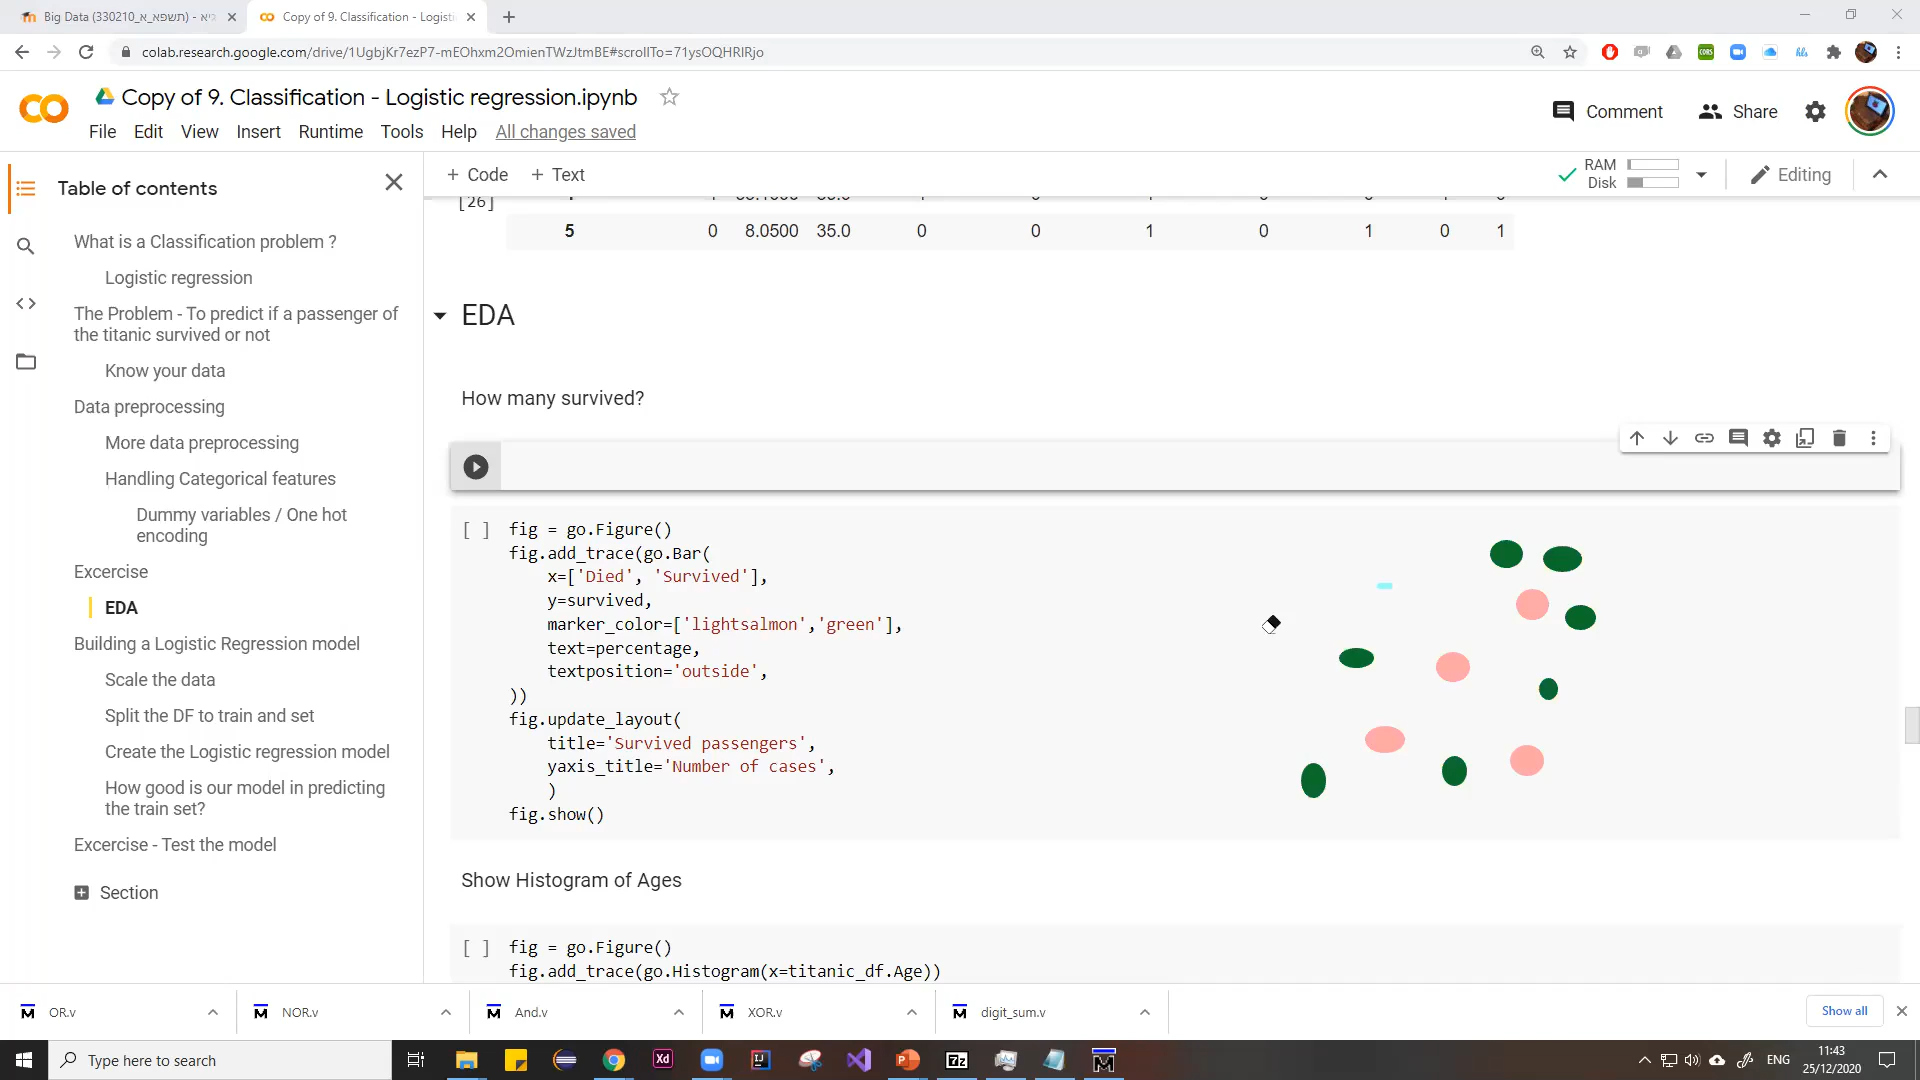 Big Data (330210_תשפא_א) - גיא
Copy of 9. Classification - Logisti
colab.research.google.com/drive/1UgbjKr7ezP7-mEOhxm2OmienTWzJtmBE#scrollTo=71ysOQHRlRjo
Copy of 9. Classification - Logistic regression.ipynb
Comment
Share
File Edit View Insert Runtime Tools Help All changes saved
Table of contents
+ Code + Text
RAM
Disk
Editing
What is a Classification problem ?
Logistic regression
The Problem - To predict if a passenger of
the titanic survived or not
Know your data
Data preprocessing
More data preprocessing
Handling Categorical features
Dummy variables / One hot
encoding
Excercise
EDA
Building a Logistic Regression model
Scale the data
Split the DF to train and set
Create the Logistic regression model
How good is our model in predicting
the train set?
Excercise - Test the model
Section
[26]
5 0 8.0500 35.0 0 0 1 0 1 0 1
EDA
How many survived?
[ ] fig = go.Figure()
fig.add_trace(go.Bar(
x=['Died', 'Survived'],
y=survived,
marker_color=['lightsalmon','green'],
text=percentage,
textposition='outside',
))
fig.update_layout(
title='Survived passengers',
yaxis_title='Number of cases',
)
fig.show()
Show Histogram of Ages
[ ] fig = go.Figure()
fig.add_trace(go.Histogram(x=titanic_df.Age))
OR.v
NOR.v
And.v
XOR.v
digit_sum.v
Show all
Type here to search
ENG
11:43
25/12/2020